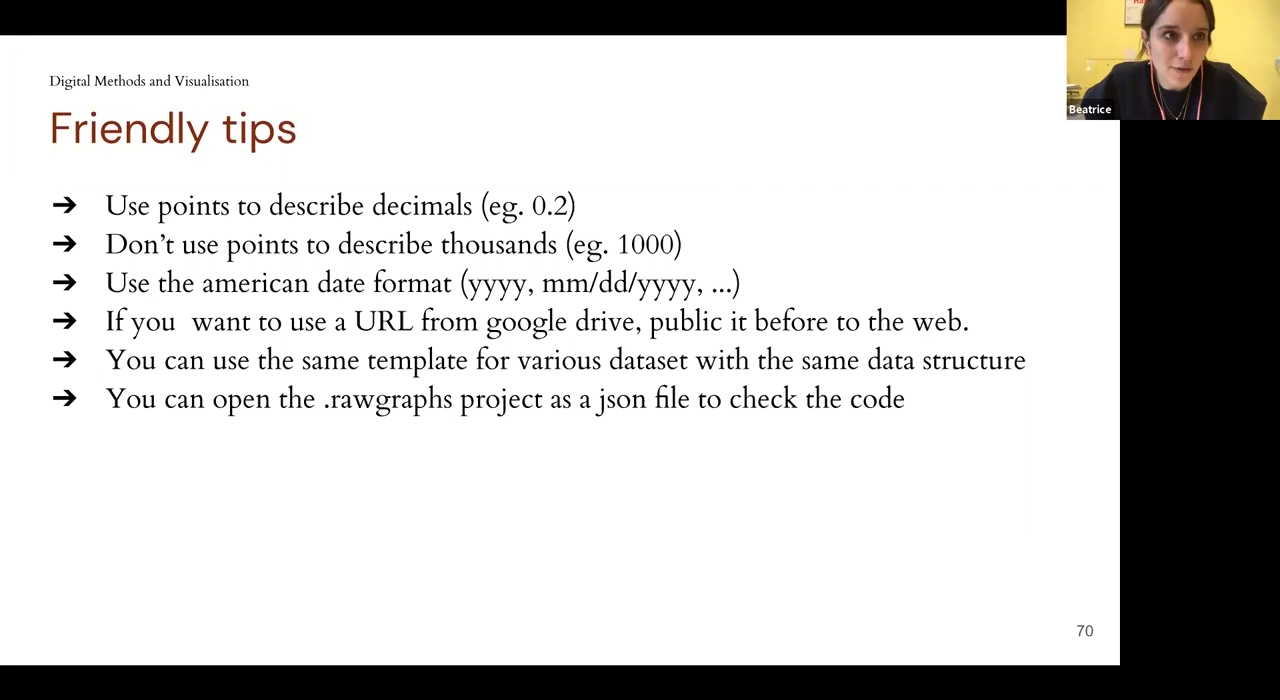 Digital Methods and Visualisation
Friendly tips
➔ Use points to describe decimals (eg. 0.2)
➔ Don’t use points to describe thousands (eg. 1000)
➔ Use the american date format (yyyy, mm/dd/yyyy, ...)
➔ If you  want to use a URL from google drive, public it before to the web.
➔ You can use the same template for various dataset with the same data structure
➔ You can open the .rawgraphs project as a json file to check the code
70
Beatrice